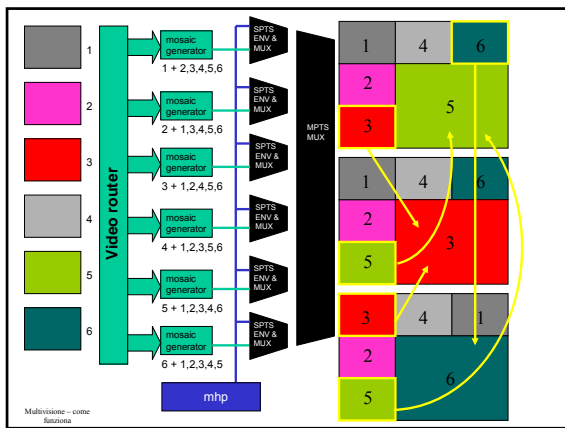 1
2
3
4
5
6
Video router
mosaic
generator
1 + 2,3,4,5,6
mosaic
generator
2 + 1,3,4,5,6
mosaic
generator
3 + 1,2,4,5,6
mosaic
generator
4 + 1,2,3,5,6
mosaic
generator
5 + 1,2,3,4,6
mosaic
generator
6 + 1,2,3,4,5
mhp
SPTS
ENV &
MUX
SPTS
ENV &
MUX
SPTS
ENV &
MUX
SPTS
ENV &
MUX
SPTS
ENV &
MUX
SPTS
ENV &
MUX
MPTS
MUX
1 4 6
2
5
3
1 4 6
2
3
5
3 4 1
2
6
5
Multivisione – come
funziona